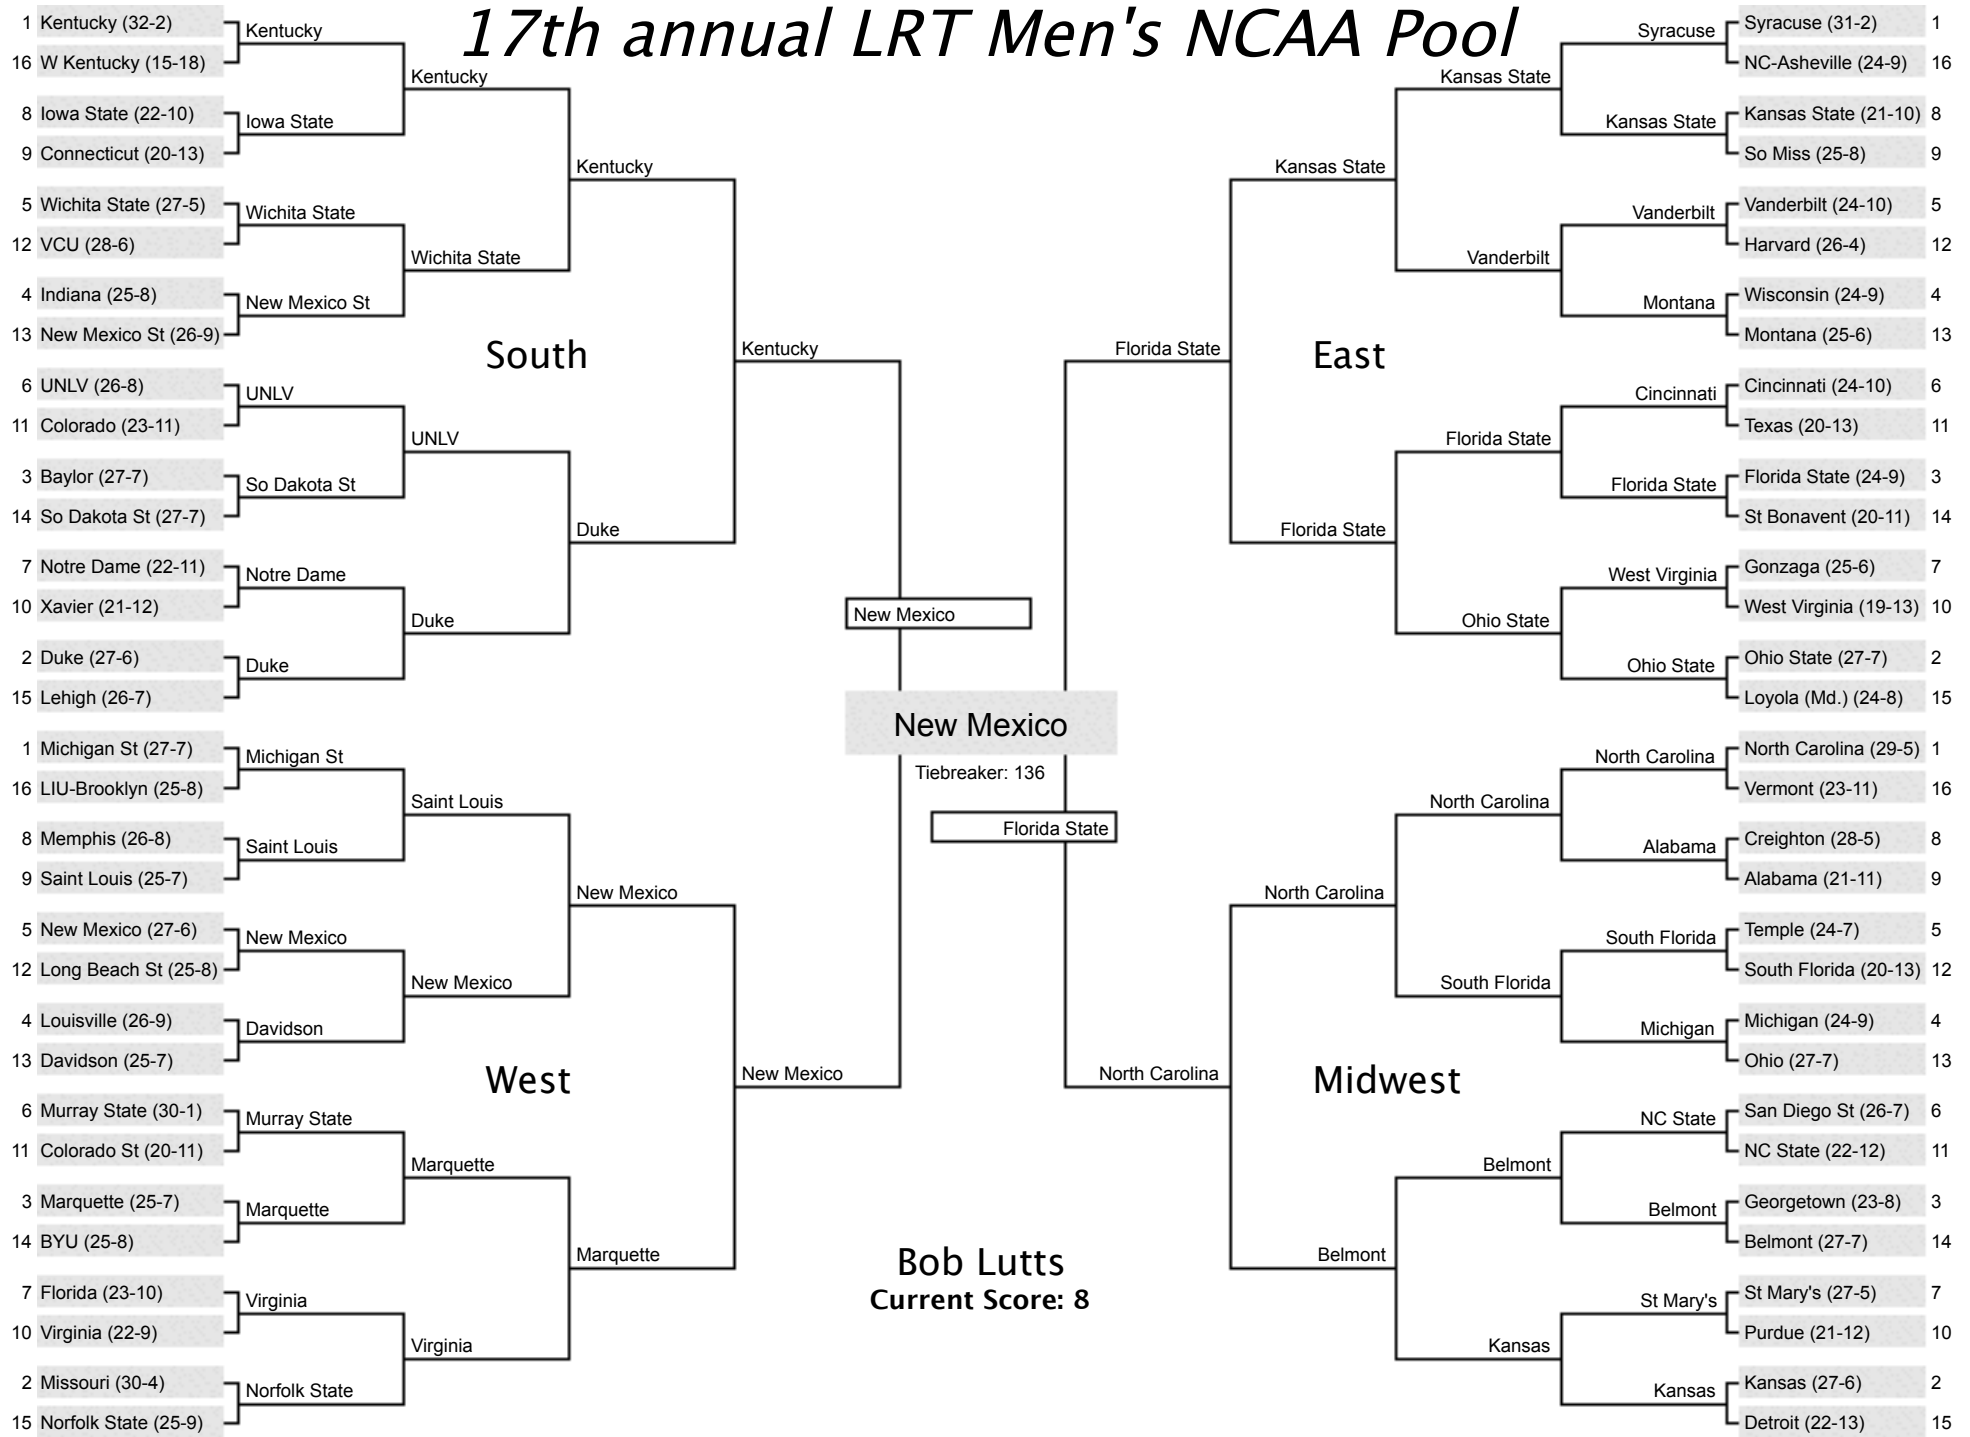 17th annual LRT Men's NCAA Pool
1 Kentucky (32-2)
16 W Kentucky (15-18)
8 Iowa State (22-10)
9 Connecticut (20-13)
5 Wichita State (27-5)
12 VCU (28-6)
4 Indiana (25-8)
13 New Mexico St (26-9)
6 UNLV (26-8)
11 Colorado (23-11)
3 Baylor (27-7)
14 So Dakota St (27-7)
7 Notre Dame (22-11)
10 Xavier (21-12)
2 Duke (27-6)
15 Lehigh (26-7)
Kentucky
Iowa State
Wichita State
New Mexico St
UNLV
So Dakota St
Notre Dame
Duke
Kentucky
Wichita State
UNLV
Duke
Kentucky
Duke
Kentucky
South
1 Michigan St (27-7)
16 LIU-Brooklyn (25-8)
8 Memphis (26-8)
9 Saint Louis (25-7)
5 New Mexico (27-6)
12 Long Beach St (25-8)
4 Louisville (26-9)
13 Davidson (25-7)
6 Murray State (30-1)
11 Colorado St (20-11)
3 Marquette (25-7)
14 BYU (25-8)
7 Florida (23-10)
10 Virginia (22-9)
2 Missouri (30-4)
15 Norfolk State (25-9)
Michigan St
Saint Louis
New Mexico
Davidson
Murray State
Marquette
Virginia
Norfolk State
Saint Louis
New Mexico
Marquette
Virginia
New Mexico
Marquette
New Mexico
West
New Mexico
New Mexico
Tiebreaker: 136
Florida State
Bob Lutts
Current Score: 8
Syracuse (31-2) 1
NC-Asheville (24-9) 16
Kansas State (21-10) 8
So Miss (25-8) 9
Vanderbilt (24-10) 5
Harvard (26-4) 12
Wisconsin (24-9) 4
Montana (25-6) 13
Cincinnati (24-10) 6
Texas (20-13) 11
Florida State (24-9) 3
St Bonavent (20-11) 14
Gonzaga (25-6) 7
West Virginia (19-13) 10
Ohio State (27-7) 2
Loyola (Md.) (24-8) 15
Syracuse
Kansas State
Vanderbilt
Montana
Cincinnati
Florida State
West Virginia
Ohio State
Kansas State
Vanderbilt
Florida State
Ohio State
Kansas State
Florida State
Florida State
East
North Carolina (29-5) 1
Vermont (23-11) 16
Creighton (28-5) 8
Alabama (21-11) 9
Temple (24-7) 5
South Florida (20-13) 12
Michigan (24-9) 4
Ohio (27-7) 13
San Diego St (26-7) 6
NC State (22-12) 11
Georgetown (23-8) 3
Belmont (27-7) 14
St Mary's (27-5) 7
Purdue (21-12) 10
Kansas (27-6) 2
Detroit (22-13) 15
North Carolina
Alabama
South Florida
Michigan
NC State
Belmont
St Mary's
Kansas
North Carolina
South Florida
Belmont
Kansas
North Carolina
Belmont
North Carolina
Midwest